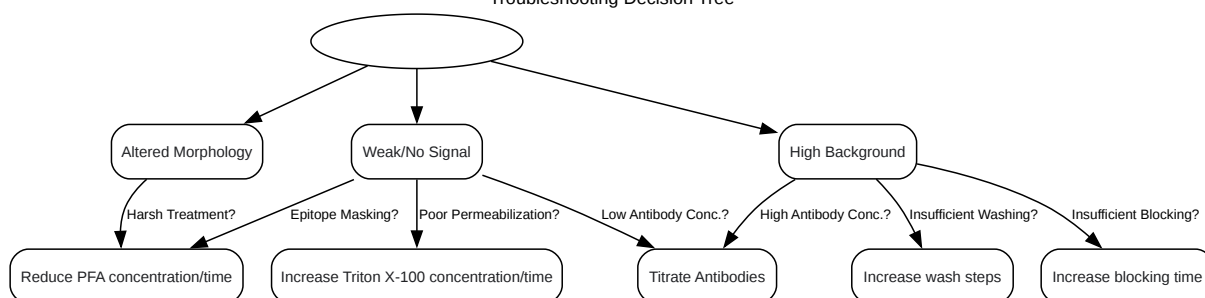 Troubleshooting Decision Tree
Altered Morphology
Weak/No Signal
High Background
Harsh Treatment?
Epitope Masking?
Poor Permeabilization?
Low Antibody Conc.?
High Antibody Conc.?
Insufficient Washing?
Insufficient Blocking?
Reduce PFA concentration/time
Increase Triton X-100 concentration/time
Titrate Antibodies
Increase wash steps
Increase blocking time